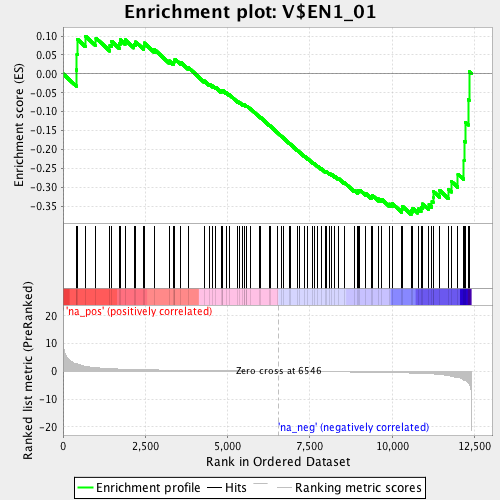 Enrichment plot: V$EN1_01
Enrichment score (ES)
0.10
0.05
0.00
-0.05
-0.10
-0.15
-0.20
-0.25
-0.30
-0.35
'na_pos' (positively correlated)
Ranked list metric (PreRanked)
20
10
0
-10
-20
Zero cross at 6546
'na_neg' (negatively correlated)
0
2,500
5,000
7,500
10,000
12,500
Rank in Ordered Dataset
Enrichment profile
Hits
Ranking metric scores